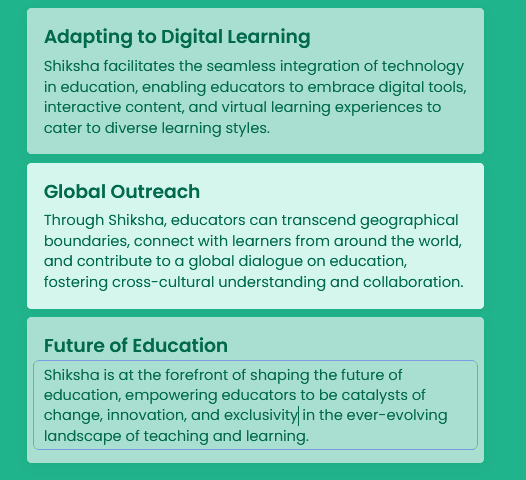 Adapting to Digital Learning
Shiksha facilitates the seamless integration of technology
in education, enabling educators to embrace digital tools,
interactive content, and virtual learning experiences to
cater to diverse learning styles.
Global Outreach
Through Shiksha, educators can transcend geographical
boundaries, connect with learners from around the world,
and contribute to a global dialogue on education,
fostering cross-cultural understanding and collaboration.
Future of Education
Shiksha is at the forefront of shaping the future of
education, empowering educators to be catalysts of
change, innovation, and exclusivity in the ever-evolving
landscape of teaching and learning.